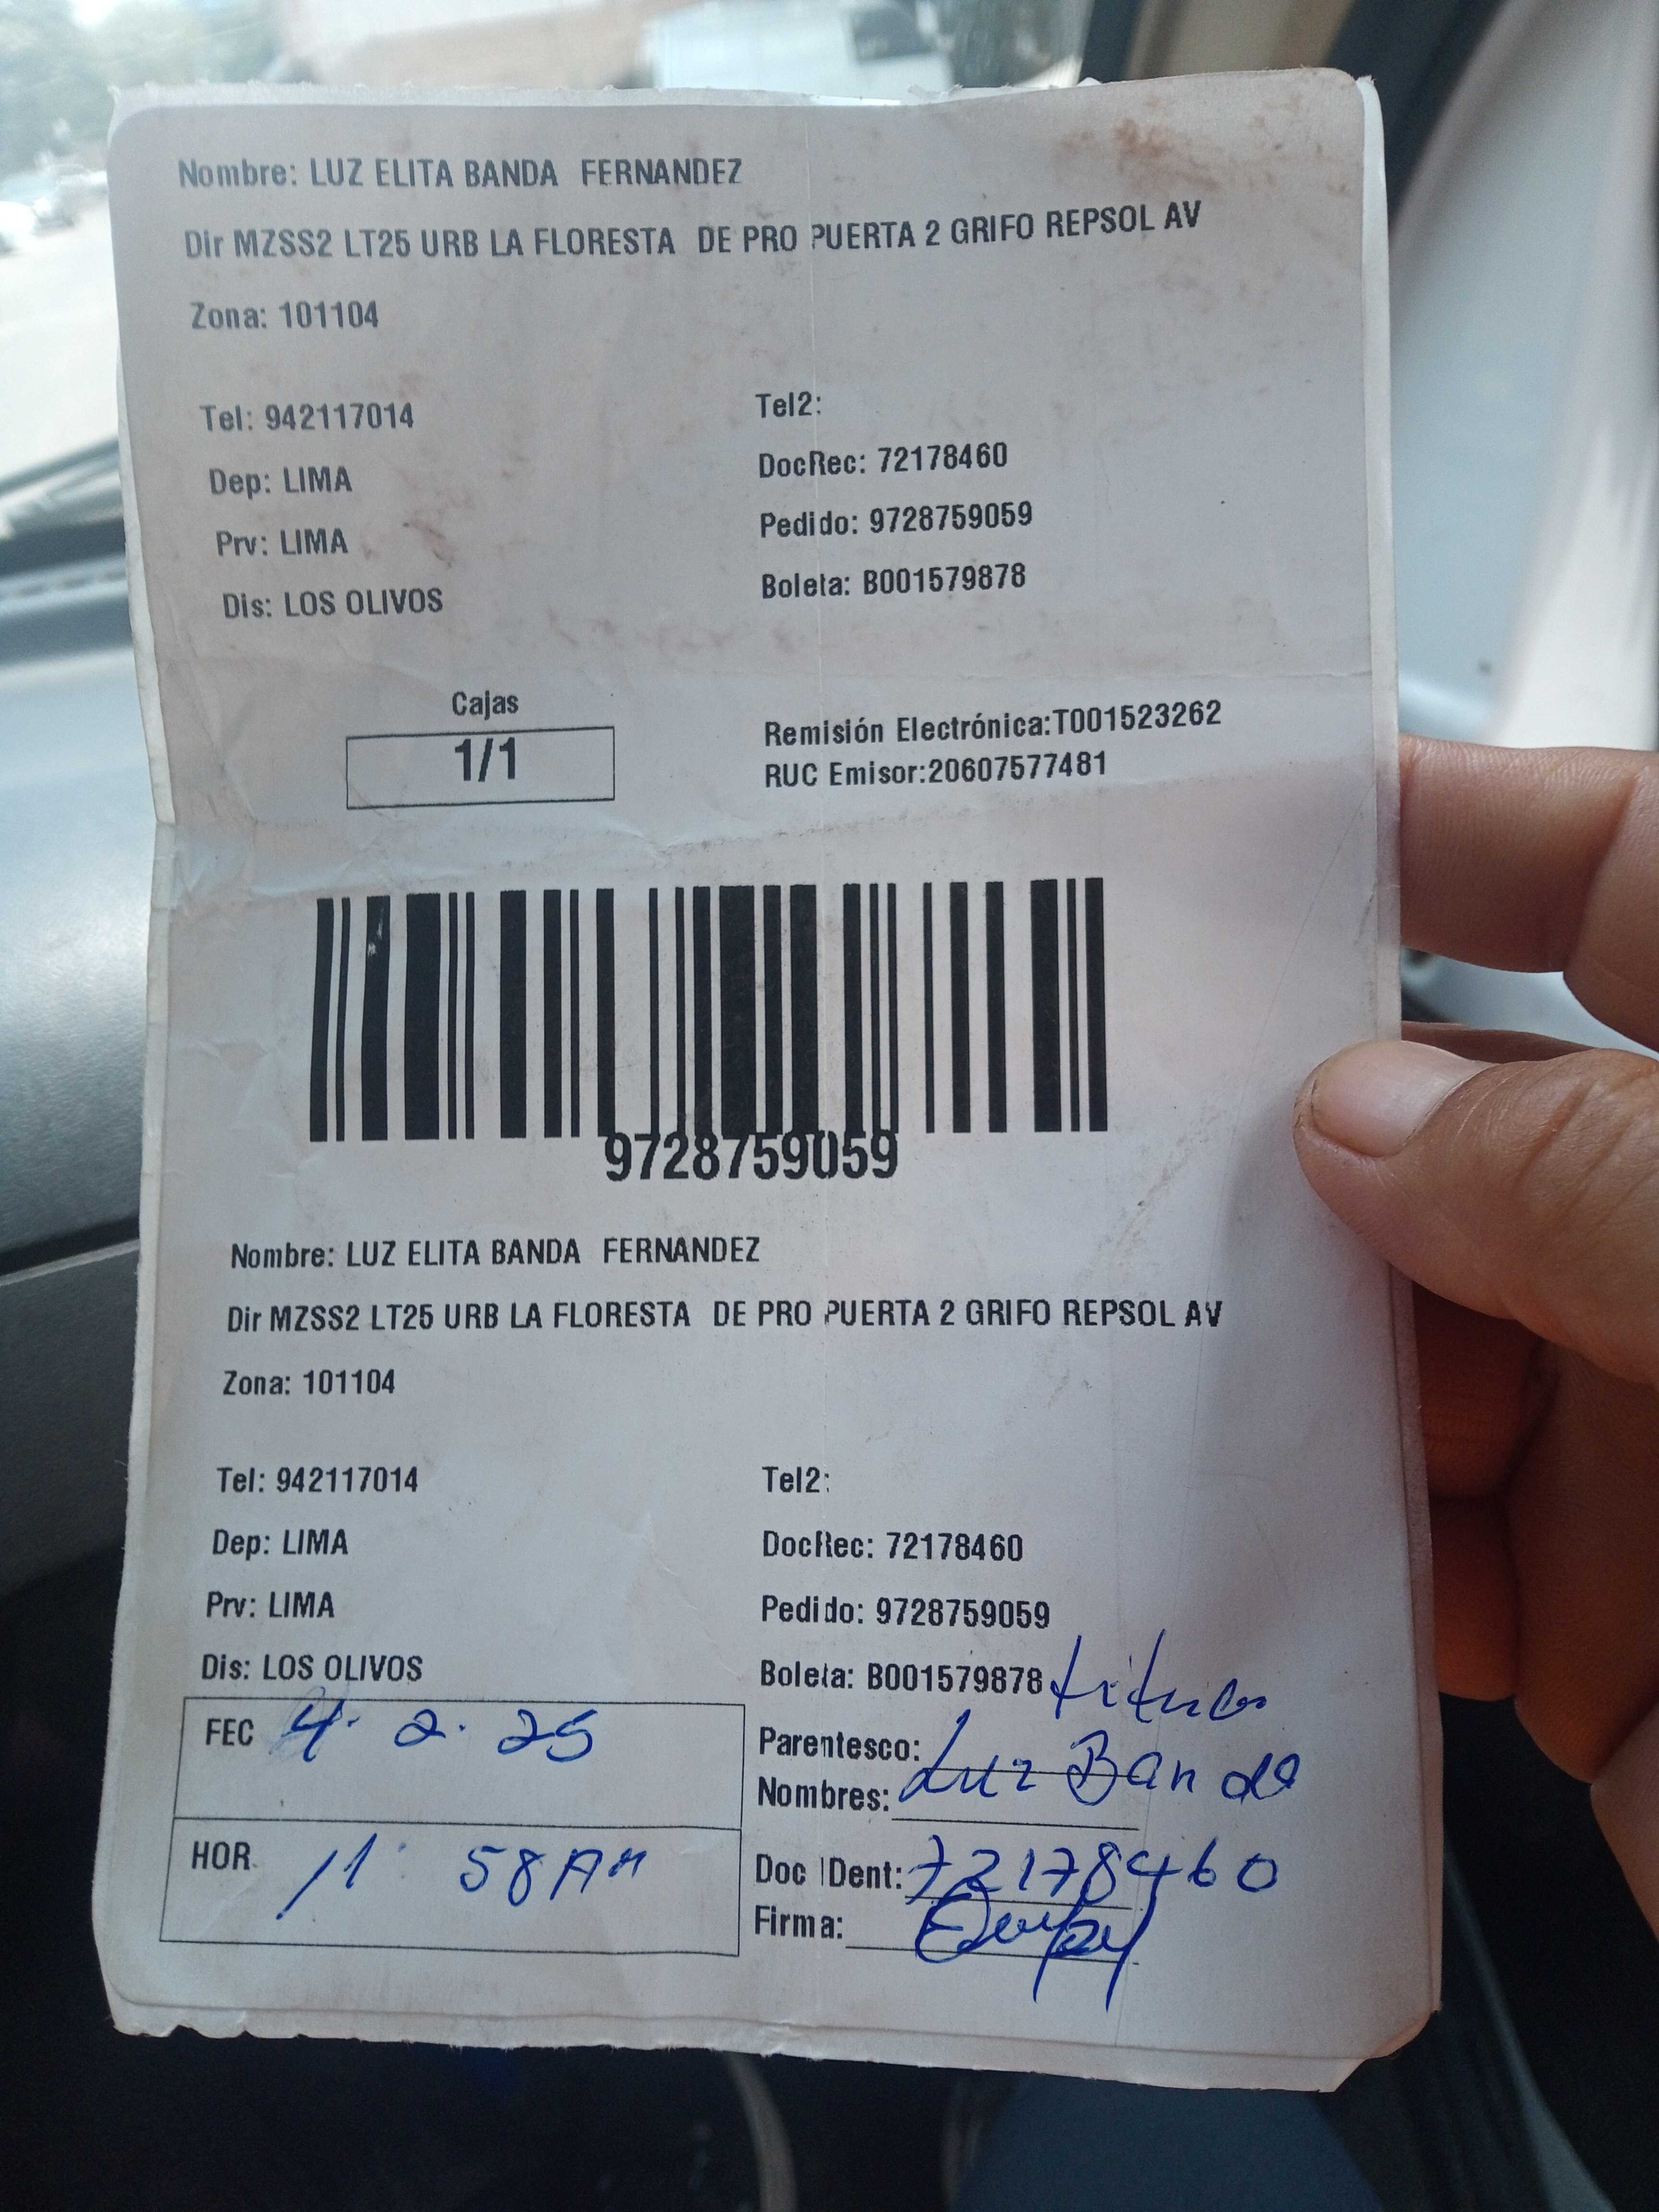 Nombre: LUZ ELITA BANDA FERNANDEZ
Dir MZSS2 LT25 URB LA FLORESTA DE PRO PUERTA 2 GRIFO REPSOL AV
Zona: 101104
Tel: 942117014
Tel2:
Dep: LIMA
DocRec: 72178460
Prv: LIMA
Pedido: 9728759059
Dis: LOS OLIVOS
Boleta: B001579878
Cajas
1/1
Remisión Electrónica:T001523262
RUC Emisor:20607577481
9728759059
Nombre: LUZ ELITA BANDA FERNANDEZ
Dir MZSS2 LT25 URB LA FLORESTA DE PRO PUERTA 2 GRIFO REPSOL AV
Zona: 101104
Tel: 942117014
Tel2:
Dep: LIMA
DocRec: 72178460
Prv: LIMA
Pedido: 9728759059
Dis: LOS OLIVOS
Boleta: B001579878
FEC 4. 2. 25
Parentesco:
Nombres: Luz Banda
HOR 11: 58 AM
Doc IDent: 72178460
Firma: